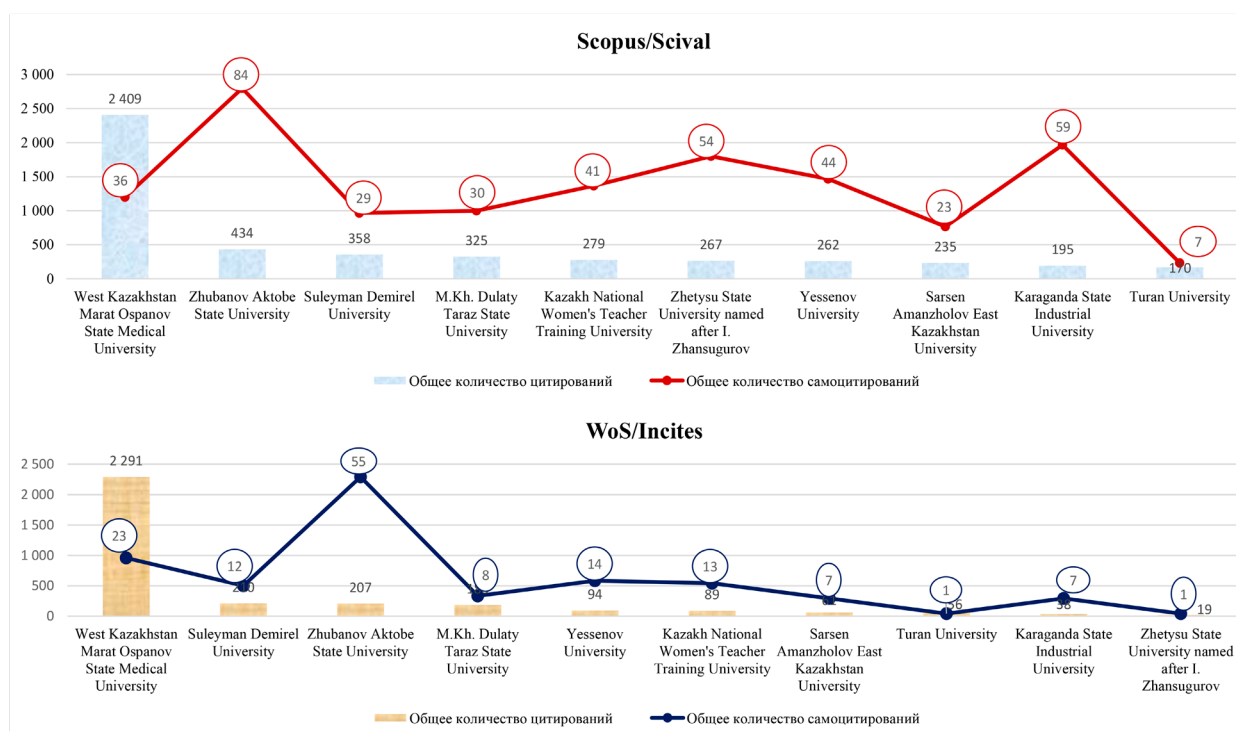 Scopus/Scival
3 000
2 500
2 000
1 500
1 000
500
0
2 409
434
358
325
279
267
262
235
195
170
36
84
29
30
41
54
44
23
59
7
West Kazakhstan
Marat Ospanov
State Medical
University
Zhubanov Aktobe
State University
Suleyman Demirel
University
M.Kh. Dulaty
Taraz State
University
Kazakh National
Women's Teacher
Training University
Zhetysu State
University named
after I.
Zhansugurov
Yessenov
University
Sarsen
Amanzholov East
Kazakhstan
University
Karaganda State
Industrial
University
Turan University
Общее количество цитирований
Общее количество самоцитирований
WoS/Incites
2 500
2 000
1 500
1 000
500
0
2 291
207
94
89
38
19
23
12
55
8
14
13
7
1
7
1
West Kazakhstan
Marat Ospanov
State Medical
University
Suleyman Demirel
University
Zhubanov Aktobe
State University
M.Kh. Dulaty
Taraz State
University
Yessenov
University
Kazakh National
Women's Teacher
Training University
Sarsen
Amanzholov East
Kazakhstan
University
Turan University
Karaganda State
Industrial
University
Zhetysu State
University named
after I.
Zhansugurov
Общее количество цитирований
Общее количество самоцитирований